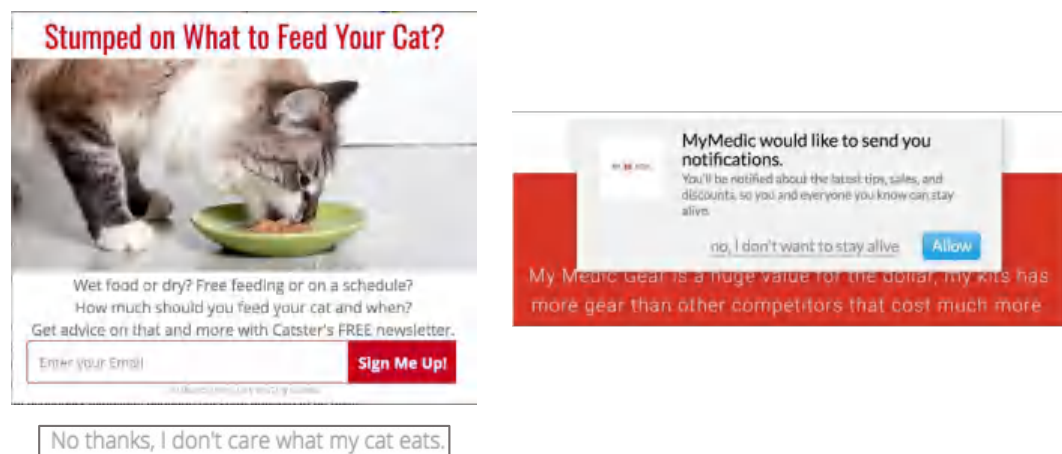 Stumped on What to Feed Your Cat?
Wet food or dry? Free feeding or on a schedule?
How much should you feed your cat and when?
Get advice on that and more with Catster's FREE newsletter.
Enter your Email
Sign Me Up!
No thanks, I don't care what my cat eats.
MyMedic would like to send you
notifications.
You'll be notified about the latest tips, sales, and
discounts, so you and everyone you know can stay
alive.
no, I don't want to stay alive
Allow
My Medic Gear is a huge value for the dollar, my kits has
more gear than other competitors that cost much more